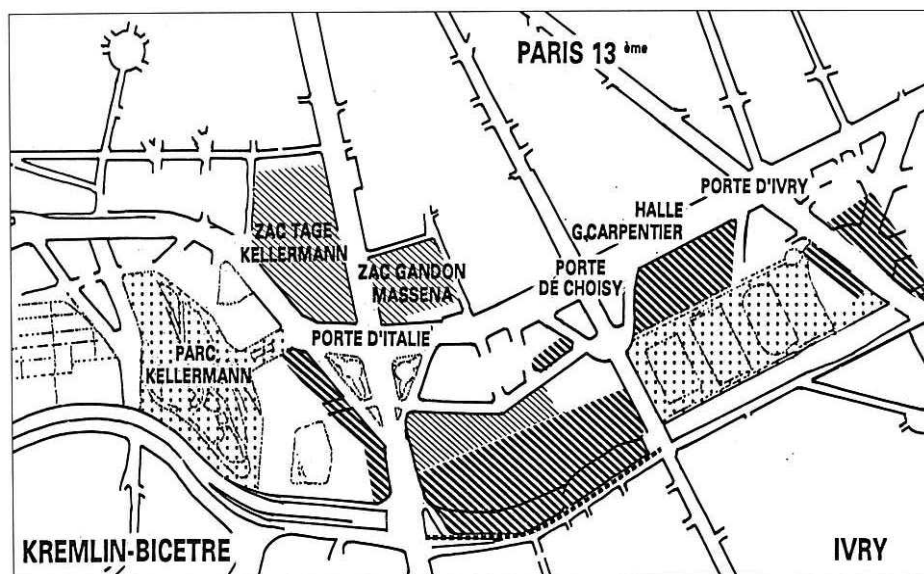 PARIS 13 ème
PORTE D'IVRY
HALLE
G.CARPENTIER
ZAC TAGE
KELLERMANN
ZAC GANDON
MASSENA
PORTE
DE CHOISY
PORTE D'ITALIE
PARC
KELLERMANN
KREMLIN-BICETRE
IVRY